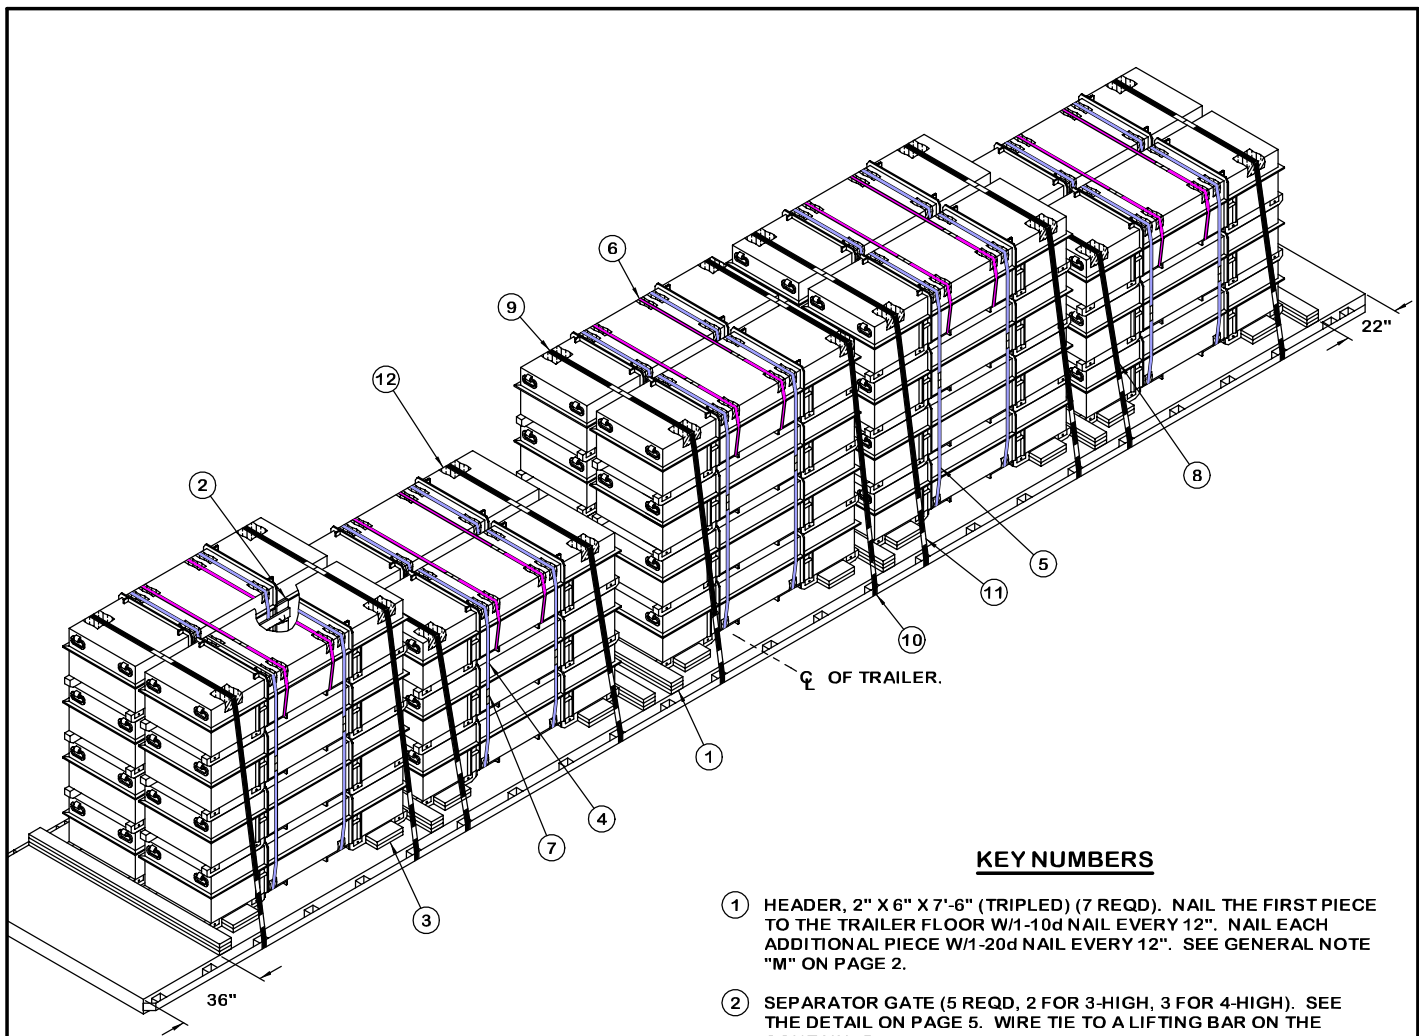 6
9
12
2
22"
8
5
11
10
℄ OF TRAILER.
1
4
7
3
36"
KEY NUMBERS
1 HEADER, 2" X 6" X 7'-6" (TRIPLED) (7 REQD). NAIL THE FIRST PIECE
TO THE TRAILER FLOOR W/1-10d NAIL EVERY 12". NAIL EACH
ADDITIONAL PIECE W/1-20d NAIL EVERY 12". SEE GENERAL NOTE
"M" ON PAGE 2.
2 SEPARATOR GATE (5 REQD, 2 FOR 3-HIGH, 3 FOR 4-HIGH). SEE
THE DETAIL ON PAGE 5. WIRE TIE TO A LIFTING BAR ON THE